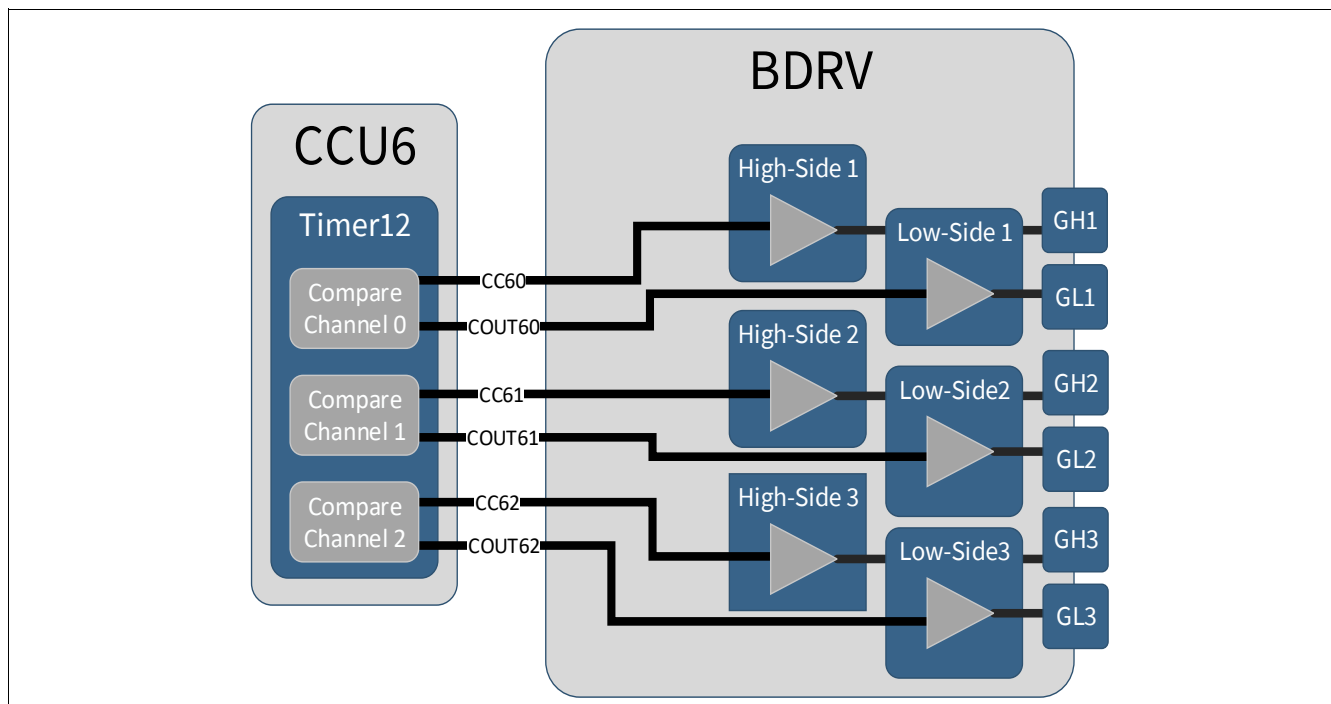 BDRV
CCU6
Timer12
Compare
Channel 0
Compare
Channel 1
Compare
Channel 2
CC60
COUT60
CC61
COUT61
CC62
COUT62
High-Side 1
Low-Side 1
High-Side 2
Low-Side2
High-Side 3
Low-Side3
GH1
GL1
GH2
GL2
GH3
GL3